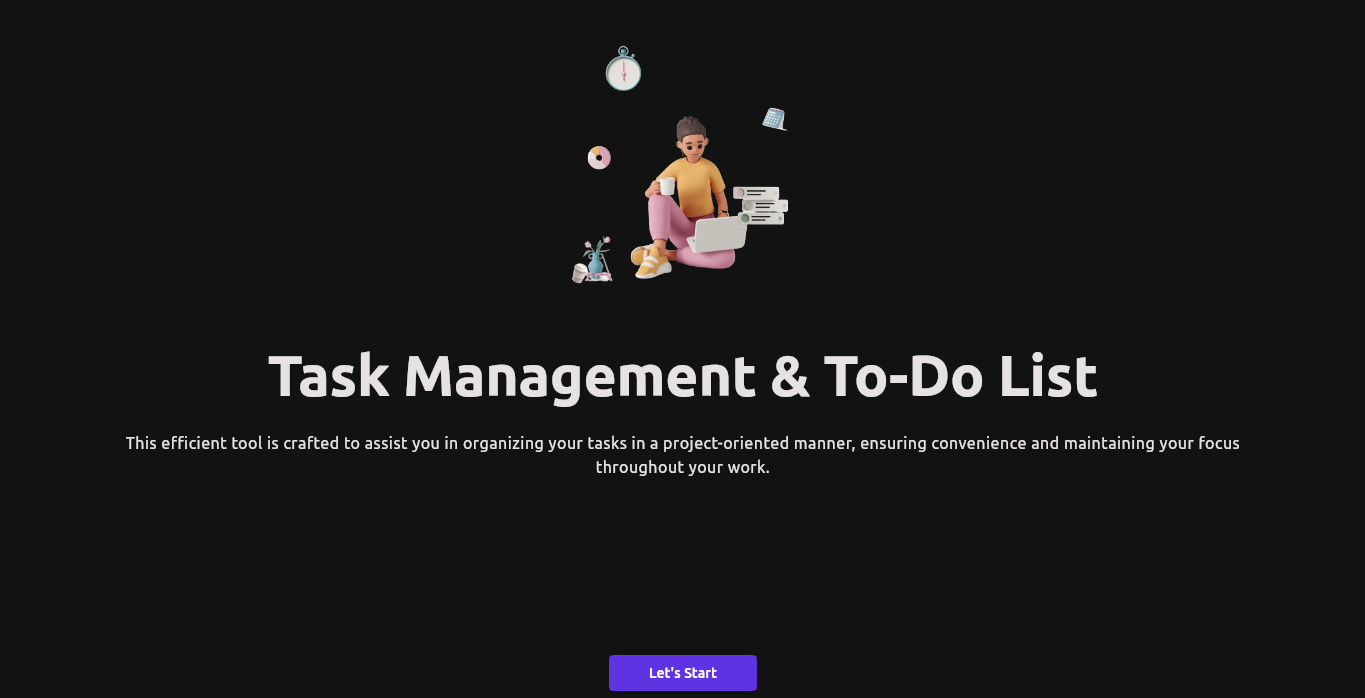 Task Management & To-Do List
This efficient tool is crafted to assist you in organizing your tasks in a project-oriented manner, ensuring convenience and maintaining your focus
throughout your work.
Let's Start